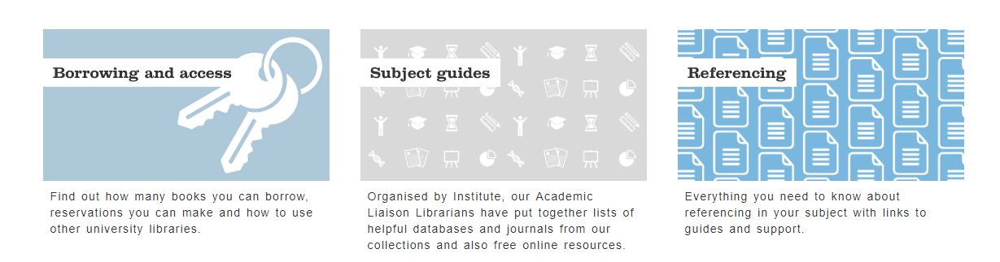 Borrowing and access
Find out how many books you can borrow,
reservations you can make and how to use
other university libraries.
Subject guides
Organised by Institute, our Academic
Liaison Librarians have put together lists of
helpful databases and journals from our
collections and also free online resources.
Referencing
Everything you need to know about
referencing in your subject with links to
guides and support.